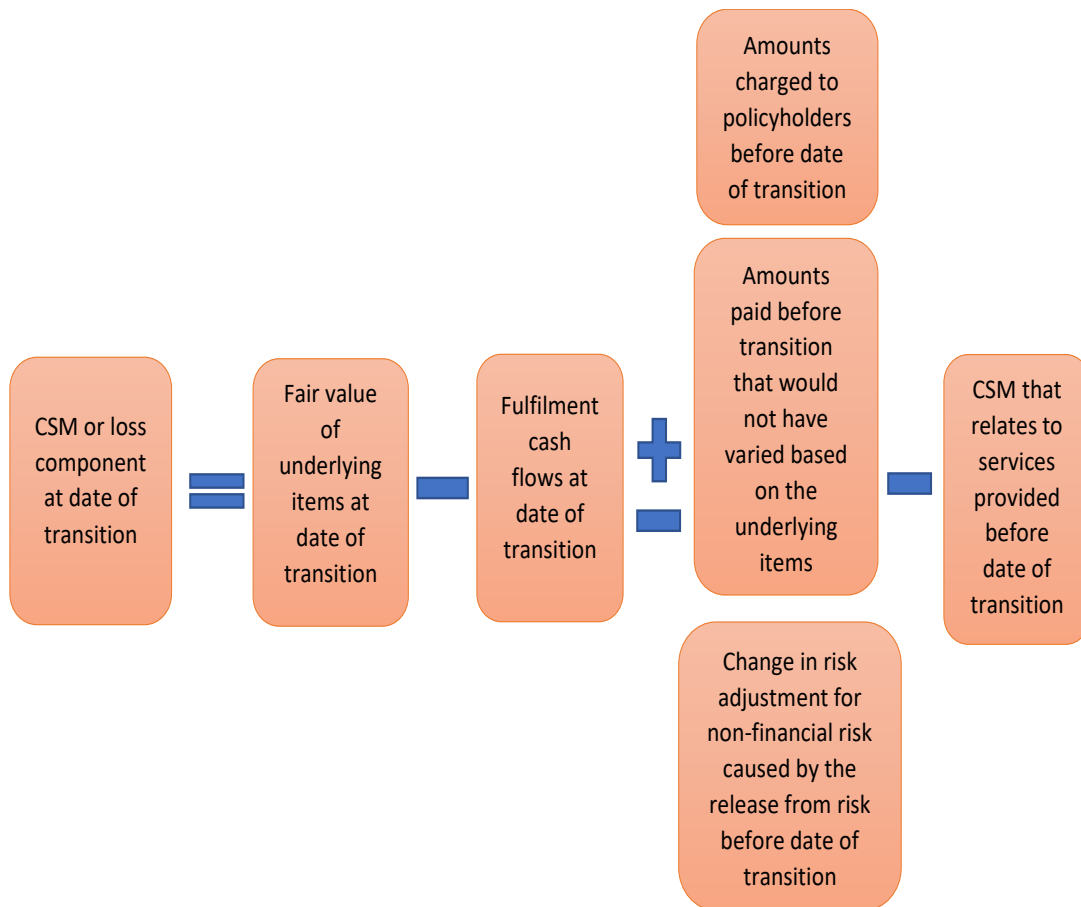 CSM or loss
component
at date of
transition
Fair value
of
underlying
items at
date of
transition
Fulfilment
cash
flows at
date of
transition
Amounts
charged to
policyholders
before date
of transition
Amounts
paid before
transition
that would
not have
varied based
on the
underlying
items
Change in risk
adjustment for
non-financial risk
caused by the
release from risk
before date of
transition
CSM that
relates to
services
provided
before
date of
transition